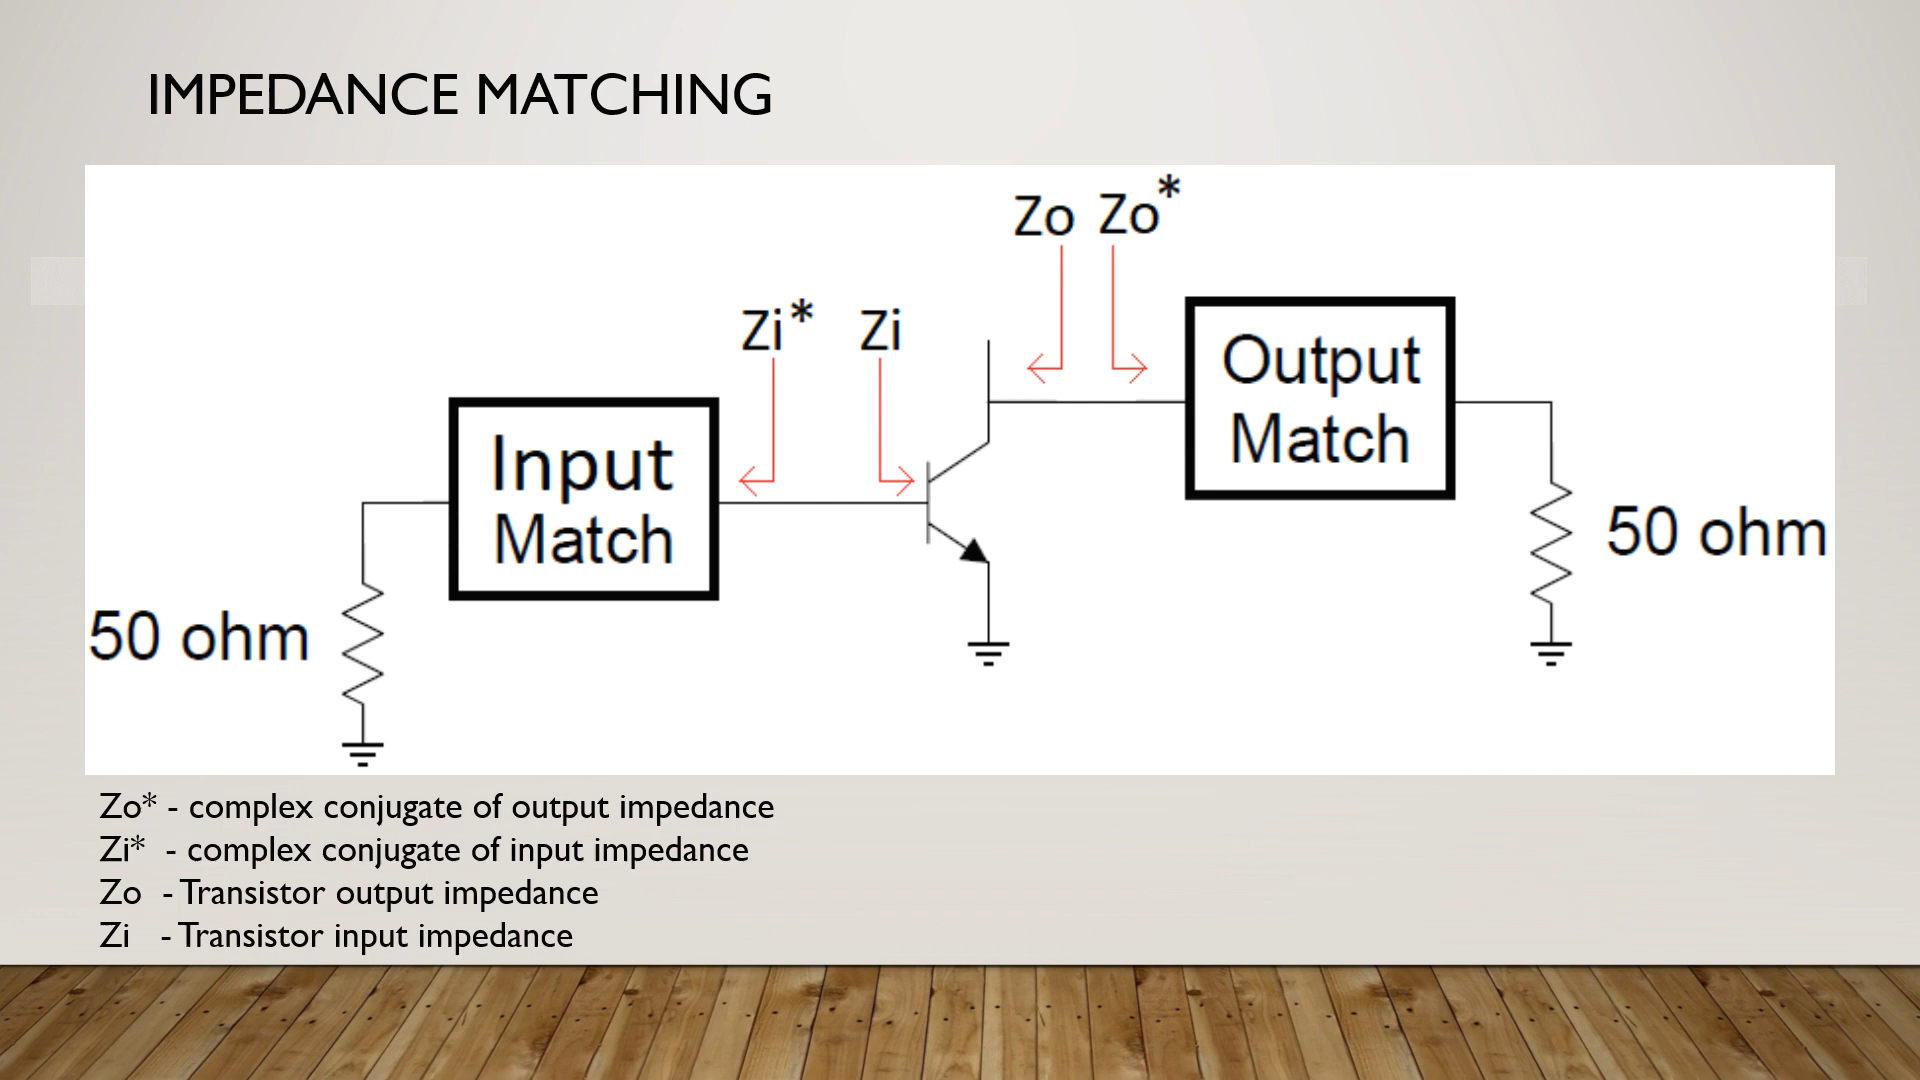 IMPEDANCE MATCHING
Zo Zo*
Zi* Zi
Output
Match
Input
Match
50 ohm
50 ohm
Zo* - complex conjugate of output impedance
Zi* - complex conjugate of input impedance
Zo - Transistor output impedance
Zi - Transistor input impedance